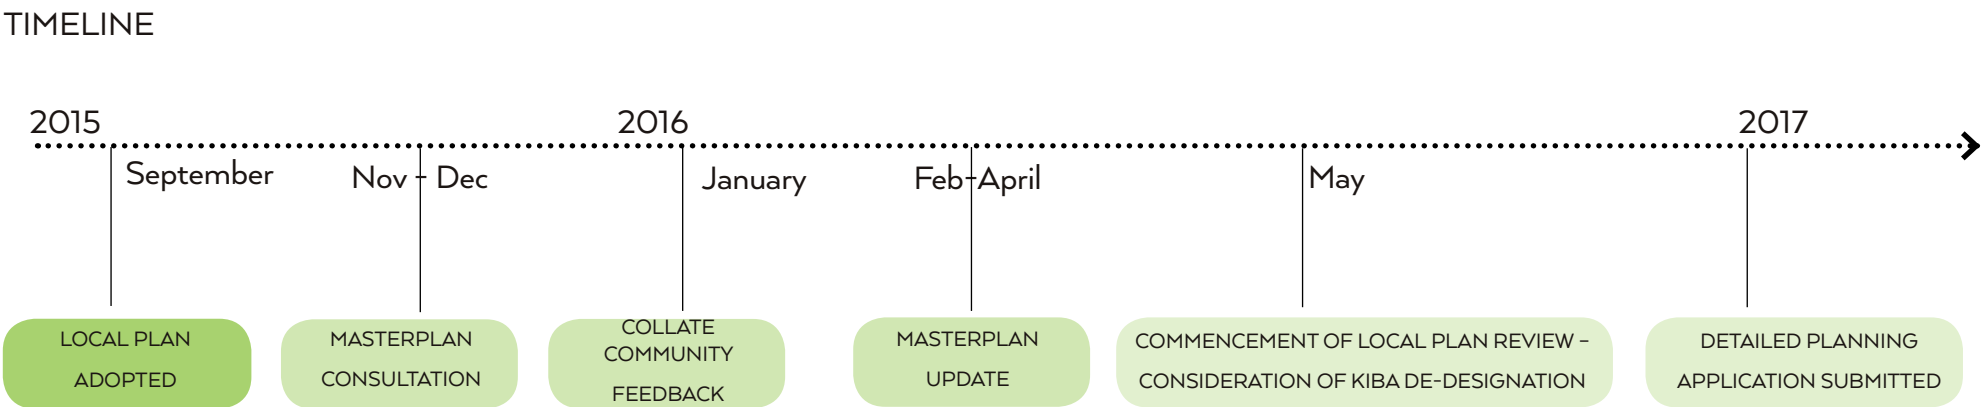 TIMELINE
2015
2016
2017
September
Nov - Dec
January
Feb-April
May
LOCAL PLAN
ADOPTED
MASTERPLAN
CONSULTATION
COLLATE
COMMUNITY
FEEDBACK
MASTERPLAN
UPDATE
COMMENCEMENT OF LOCAL PLAN REVIEW –
CONSIDERATION OF KIBA DE-DESIGNATION
DETAILED PLANNING
APPLICATION SUBMITTED